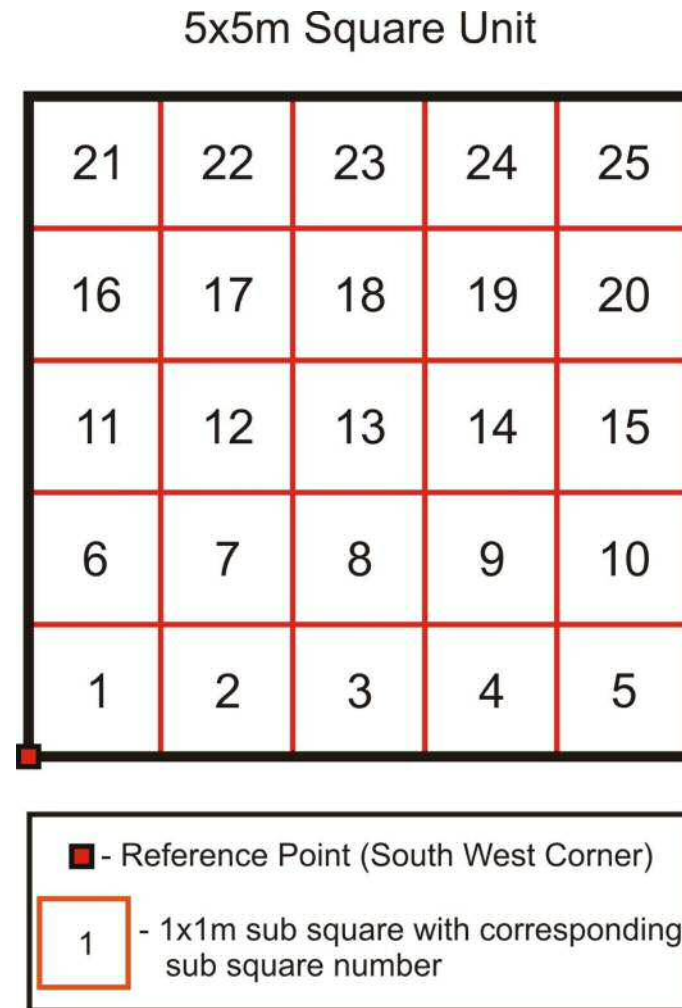 5x5m Square Unit
21 22 23 24 25
16 17 18 19 20
11 12 13 14 15
6 7 8 9 10
1 2 3 4 5
- Reference Point (South West Corner)
1
- 1x1m sub square with corresponding
sub square number